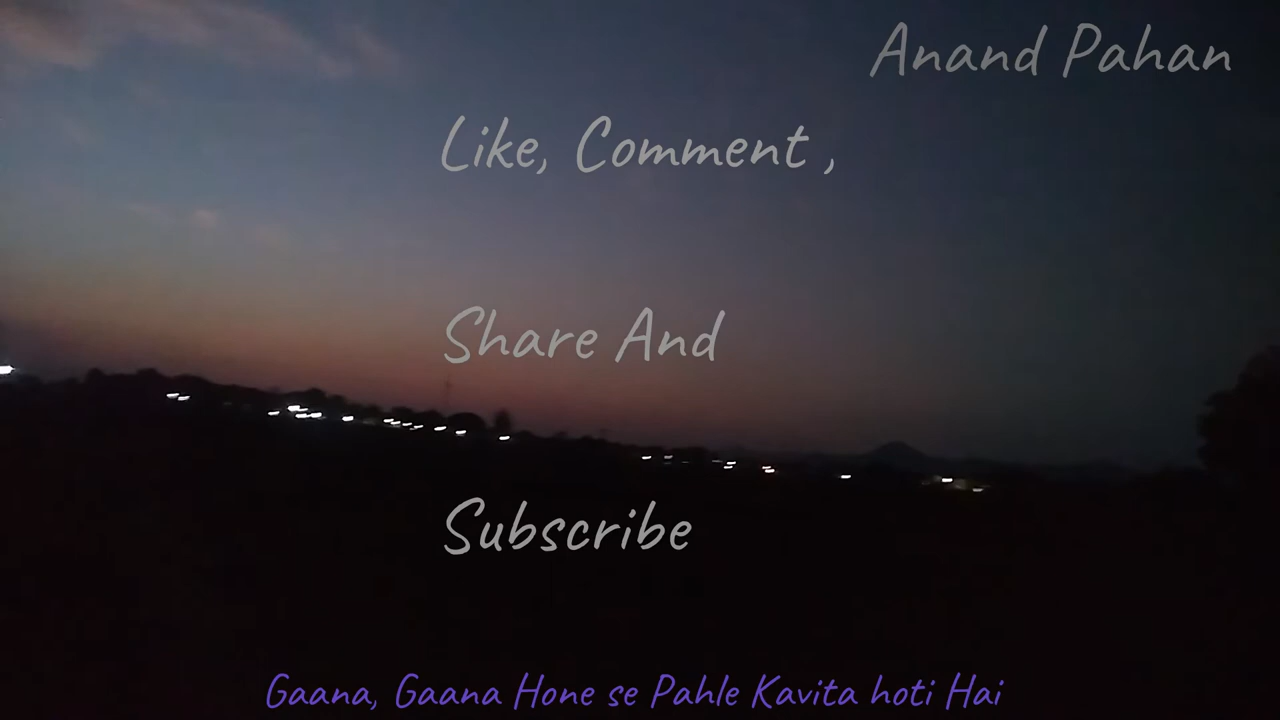 Anand Pahan
Like, Comment ,
Share And
Subscribe
Gaana, Gaana Hone se Pahle Kavita hoti Hai